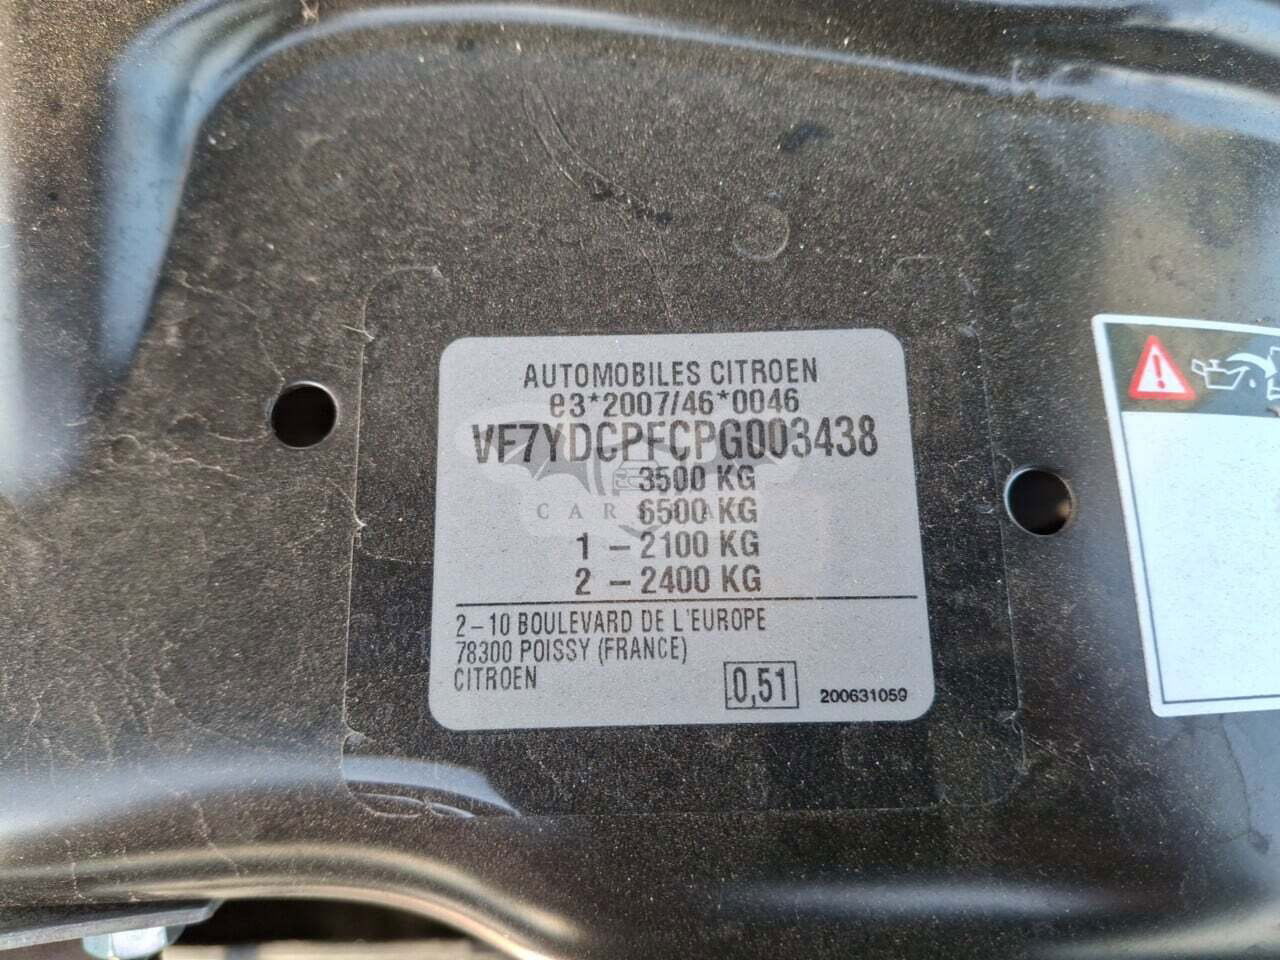 AUTOMOBILES CITROEN
e3*2007/46*0046
VF7YDCPFCPG003438
3500 KG
6500 KG
1 - 2100 KG
2 - 2400 KG
2-10 BOULEVARD DE L'EUROPE
78300 POISSY (FRANCE)
CITROEN
0,51
200631059